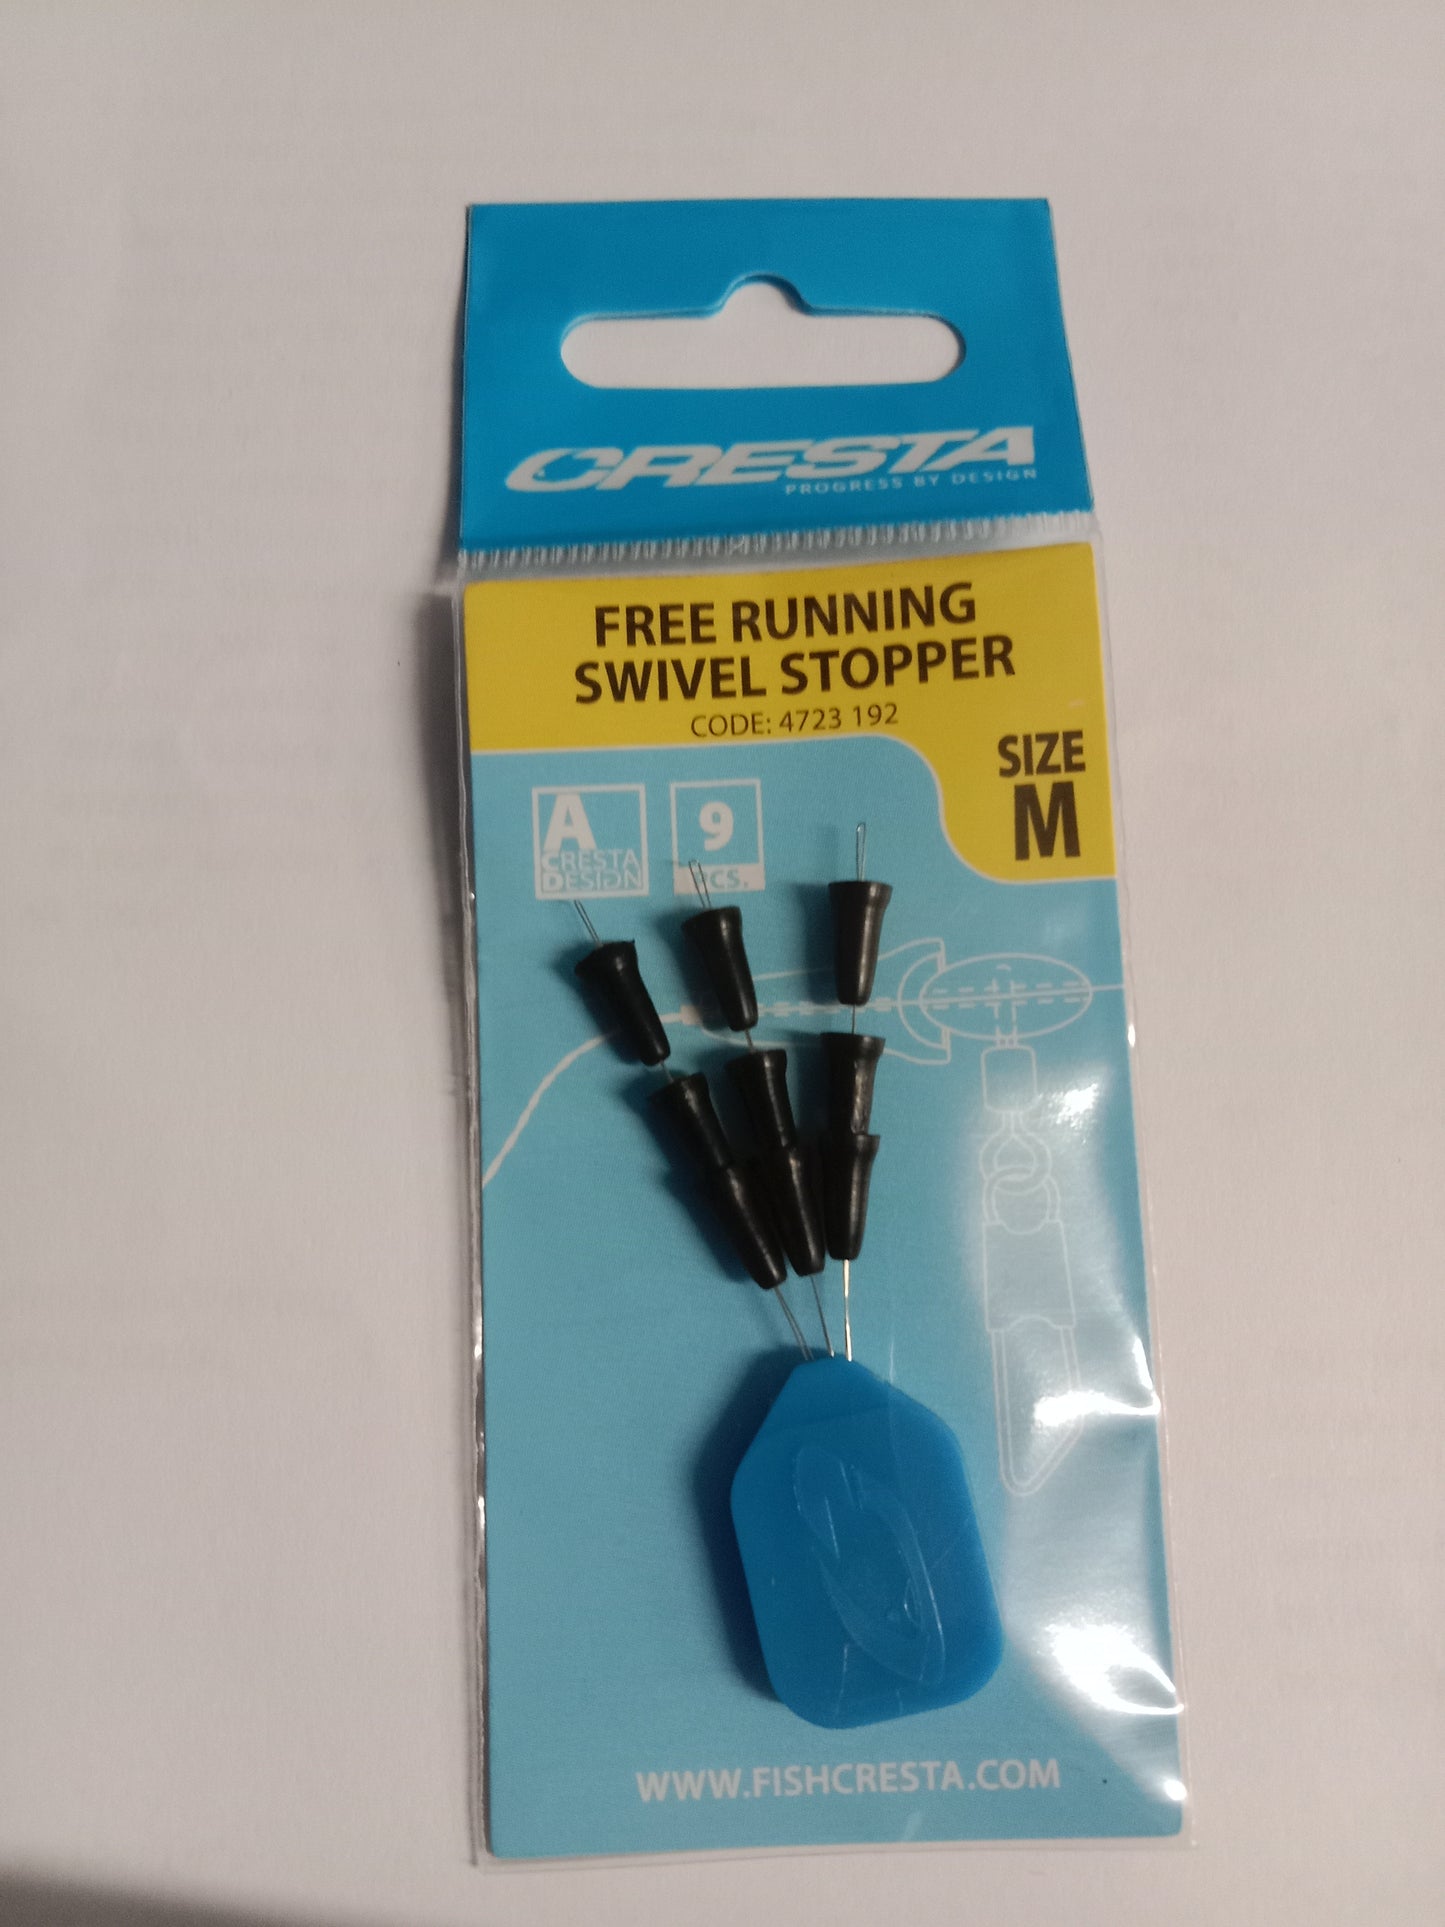 CRESTA
PROGRESS BY DESIGN
FREE RUNNING
SWIVEL STOPPER
CODE: 4723 192
SIZE
M
A
CRESTA
DESIGN
9
PCS.
WWW.FISHCRESTA.COM